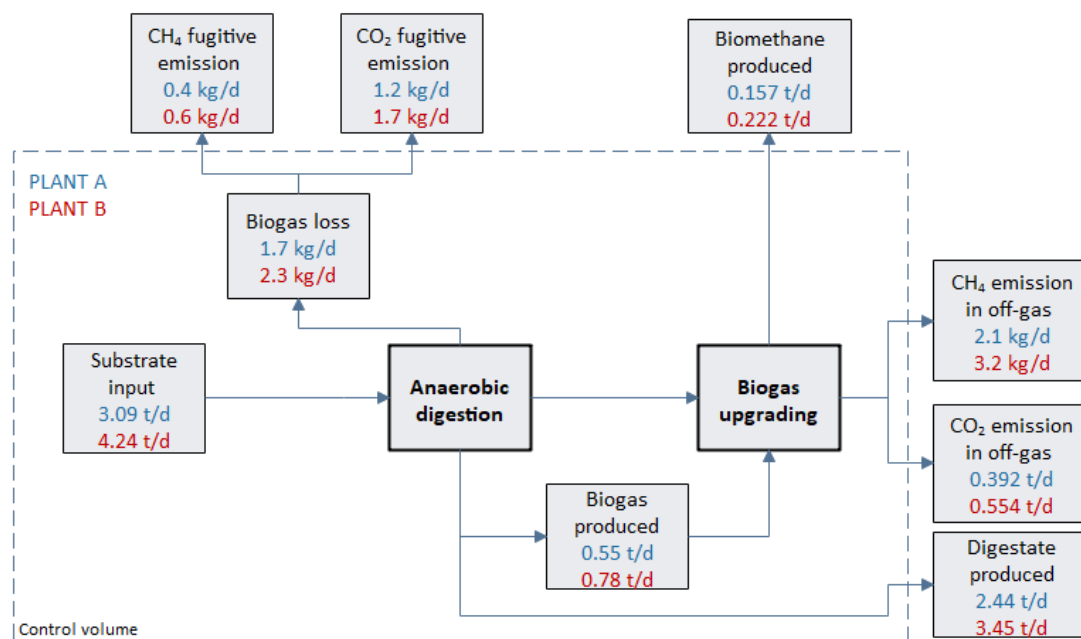 CH₄ fugitive
emission
0.4 kg/d
0.6 kg/d
CO₂ fugitive
emission
1.2 kg/d
1.7 kg/d
Biomethane
produced
0.157 t/d
0.222 t/d
PLANT A
PLANT B
Biogas loss
1.7 kg/d
2.3 kg/d
CH₄ emission
in off-gas
2.1 kg/d
3.2 kg/d
Substrate
input
3.09 t/d
4.24 t/d
Anaerobic
digestion
Biogas
upgrading
CO₂ emission
in off-gas
0.392 t/d
0.554 t/d
Biogas
produced
0.55 t/d
0.78 t/d
Digestate
produced
2.44 t/d
3.45 t/d
Control volume